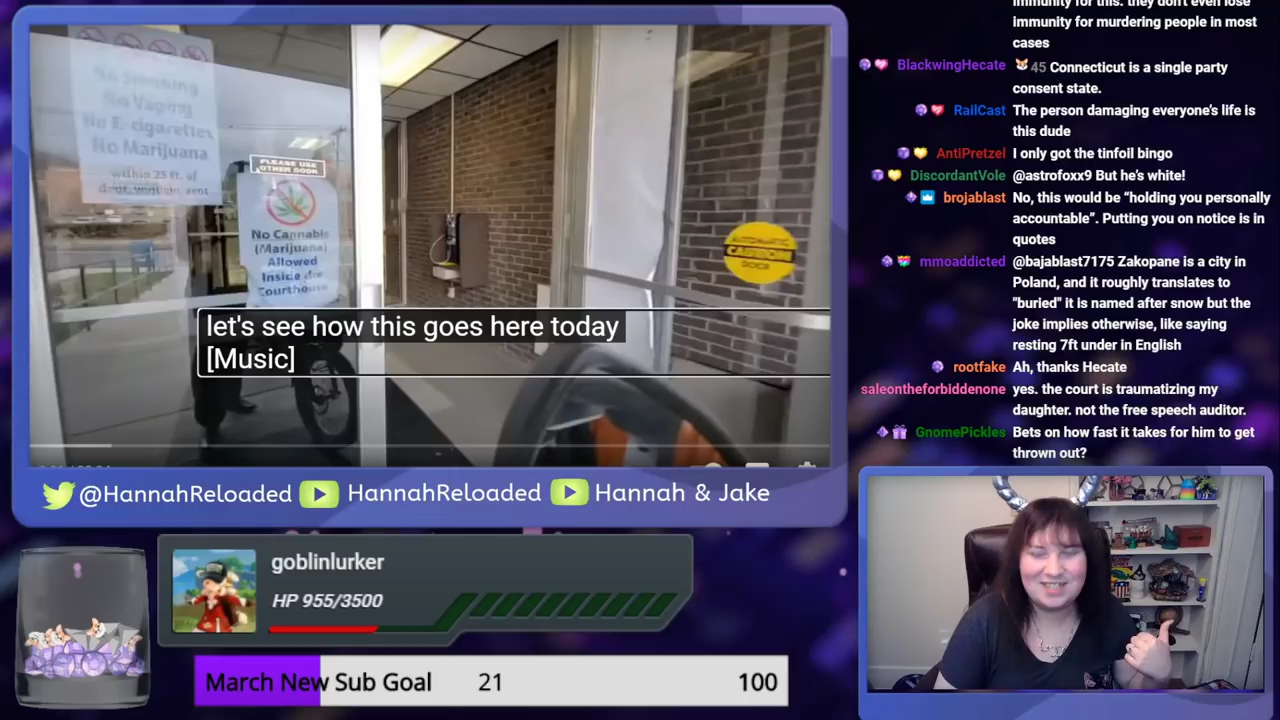 No Smoking
No Vaping
No E-cigarettes
No Marijuana
within 25 ft. of
PLEASE USE
OTHER DOOR
No Cannabis
(Marijuana)
Allowed
Inside the
Courthouse
AUTOMATIC
CAUTION
DOOR
let's see how this goes here today
[Music]
@HannahReloaded
HannahReloaded
Hannah & Jake
goblinlurker
HP 955/3500
March New Sub Goal 21 100
immunity for this. they don't even lose
immunity for murdering people in most
cases
BlackwingHecate 45 Connecticut is a single party
consent state.
RailCast The person damaging everyone's life is
this dude
AntiPretzel I only got the tinfoil bingo
DiscordantVole @astrofoxx9 But he's white!
brojablast No, this would be “holding you personally
accountable”. Putting you on notice is in
quotes
mmoaddicted @bajablast7175 Zakopane is a city in
Poland, and it roughly translates to
"buried" it is named after snow but the
joke implies otherwise, like saying
resting 7ft under in English
rootfake Ah, thanks Hecate
saleontheforbiddenone yes. the court is traumatizing my
daughter. not the free speech auditor.
GnomePickles Bets on how fast it takes for him to get
thrown out?